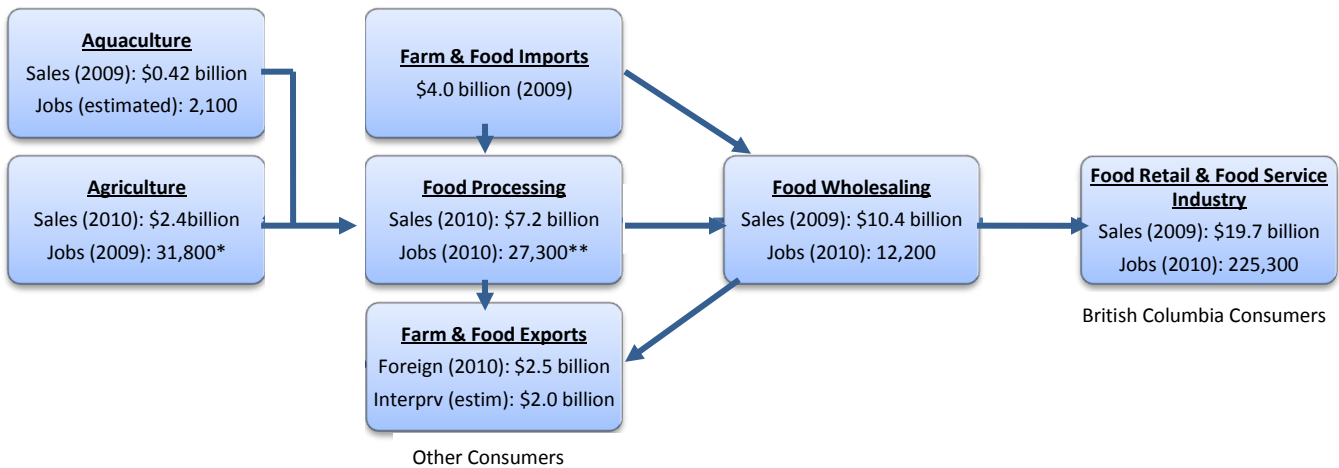 Aquaculture
Sales (2009): $0.42 billion
Jobs (estimated): 2,100
Farm & Food Imports
$4.0 billion (2009)
Agriculture
Sales (2010): $2.4billion
Jobs (2009): 31,800*
Food Processing
Sales (2010): $7.2 billion
Jobs (2010): 27,300**
Food Wholesaling
Sales (2009): $10.4 billion
Jobs (2010): 12,200
Food Retail & Food Service
Industry
Sales (2009): $19.7 billion
Jobs (2010): 225,300
British Columbia Consumers
Farm & Food Exports
Foreign (2010): $2.5 billion
Interprv (estim): $2.0 billion
Other Consumers